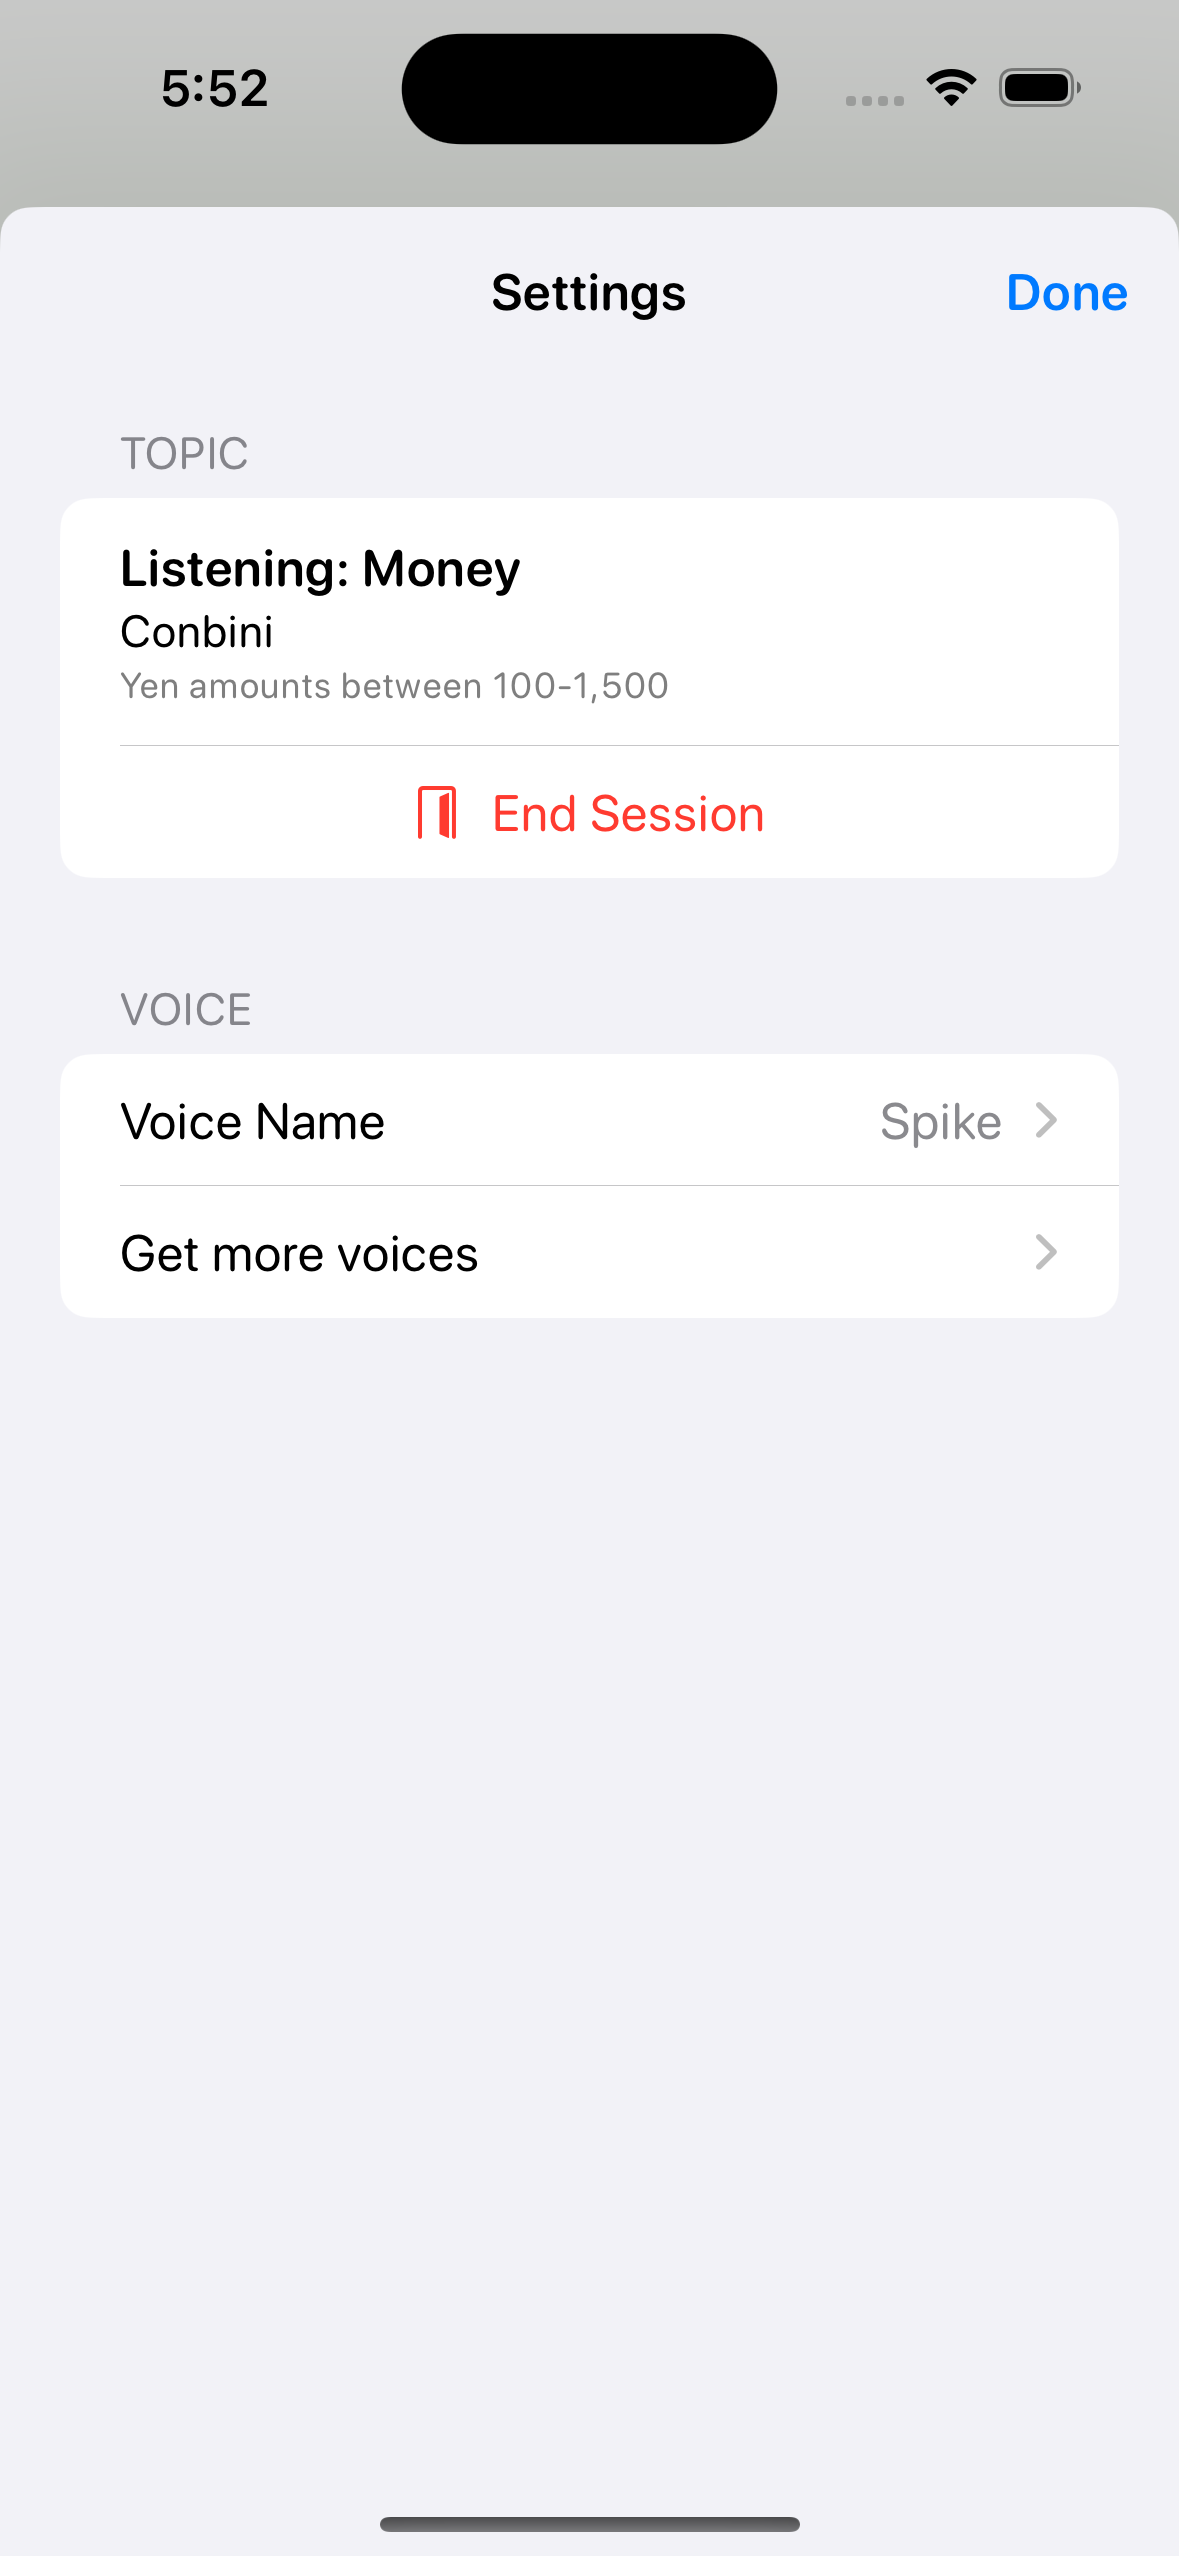 5:52
Settings
Done
TOPIC
Listening: Money
Conbini
Yen amounts between 100-1,500
End Session
VOICE
Voice Name
Spike
Get more voices